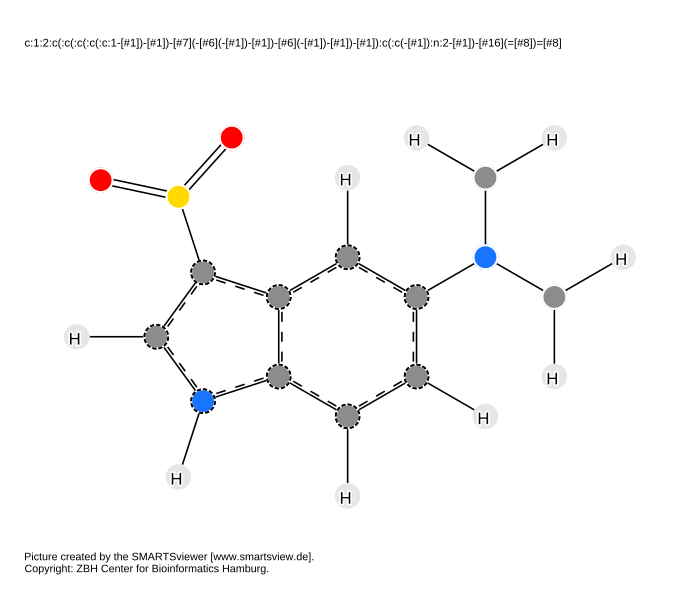 c:1:2:c(:c(:c(:c(:c:1-[#1])-[#1])-[#7](-[#6](-[#1])-[#1])-[#6](-[#1])-[#1])-[#1]):c(:c(-[#1]):n:2-[#1])-[#16](=[#8])=[#8]
H H
H
H
H
H
H
H
H
H
Picture created by the SMARTSviewer [www.smartsview.de].
Copyright: ZBH Center for Bioinformatics Hamburg.